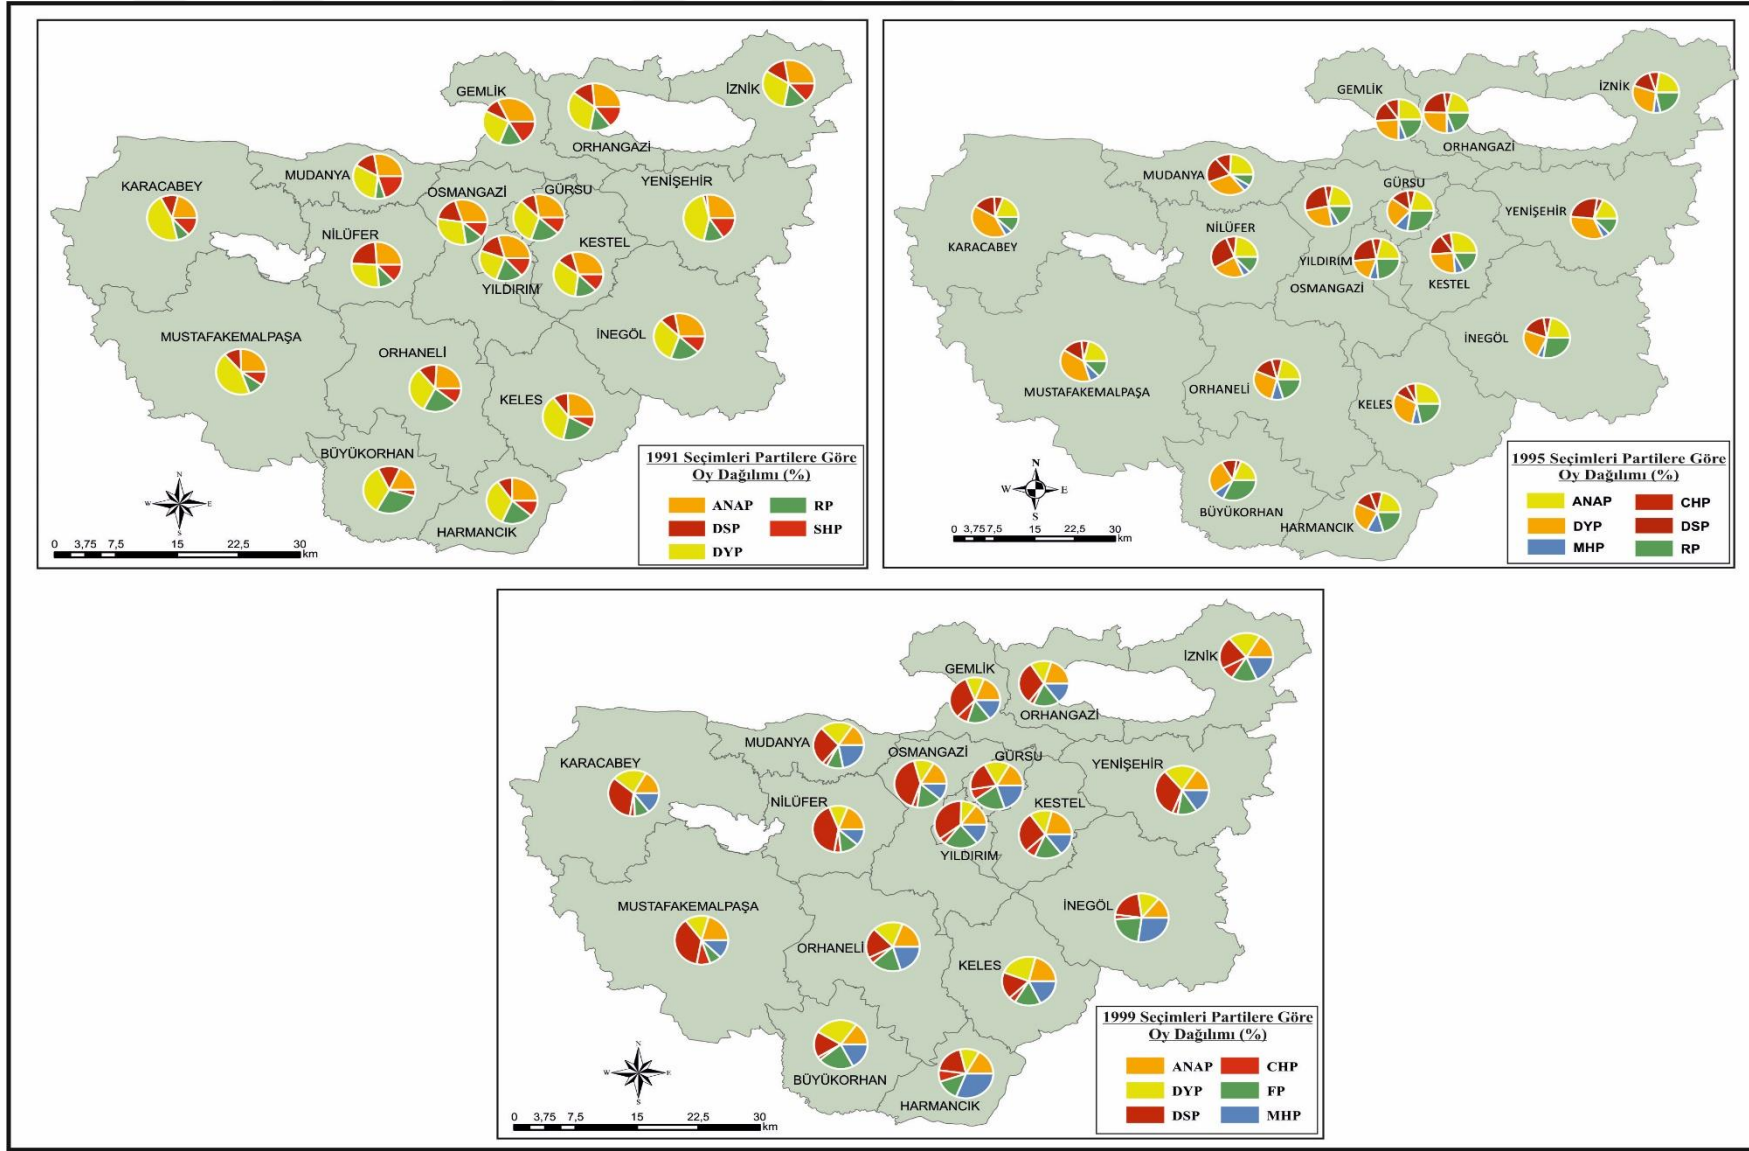 GEMLİK
İZNİK
ORHANGAZİ
MUDANYA
KARACABEY
OSMANGAZİ
GÜRSU
YENİŞEHİR
NİLÜFER
KESTEL
YILDIRIM
MUSTAFAKEMALPAŞA
ORHANELİ
İNEGÖL
KELES
BÜYÜKORHAN
HARMANCIK
N
W E
S
0 3,75 7,5 15 22,5 30
km
1991 Seçimleri Partilere Göre
Oy Dağılımı (%)
ANAP RP
DSP SHP
DYP
GEMLİK
İZNİK
ORHANGAZİ
MUDANYA
GÜRSU
KARACABEY
YENİŞEHİR
NİLÜFER
YILDIRIM
OSMANGAZİ
KESTEL
İNEGÖL
MUSTAFAKEMALPAŞA
ORHANELİ
KELES
BÜYÜKORHAN
HARMANCIK
N
W E
S
0 3,75 7,5 15 22,5 30
km
1995 Seçimleri Partilere Göre
Oy Dağılımı (%)
ANAP CHP
DYP DSP
MHP RP
GEMLİK
İZNİK
ORHANGAZİ
MUDANYA
OSMANGAZİ
GÜRSU
KARACABEY
YENİŞEHİR
NİLÜFER
KESTEL
YILDIRIM
MUSTAFAKEMALPAŞA
İNEGÖL
ORHANELİ
KELES
BÜYÜKORHAN
HARMANCIK
N
W E
S
0 3,75 7,5 15 22,5 30
km
1999 Seçimleri Partilere Göre
Oy Dağılımı (%)
ANAP CHP
DYP FP
DSP MHP